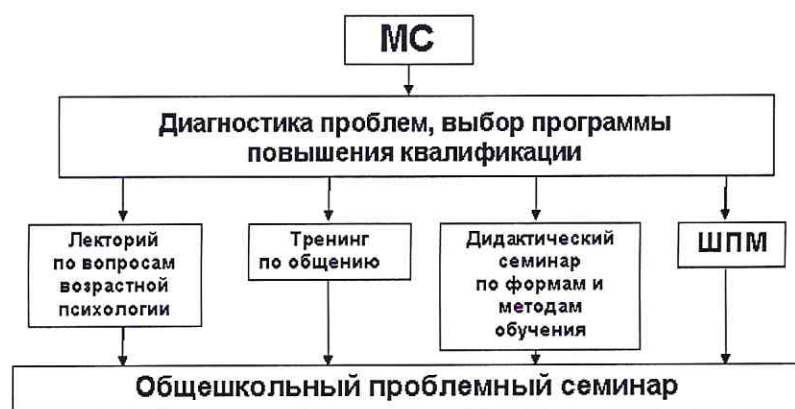 МС
Диагностика проблем, выбор программы
повышения квалификации
Лекторий
по вопросам
возрастной
психологии
Тренинг
по общению
Дидактический
семинар
по формам и
методам
обучения
ШПМ
Общешкольный проблемный семинар